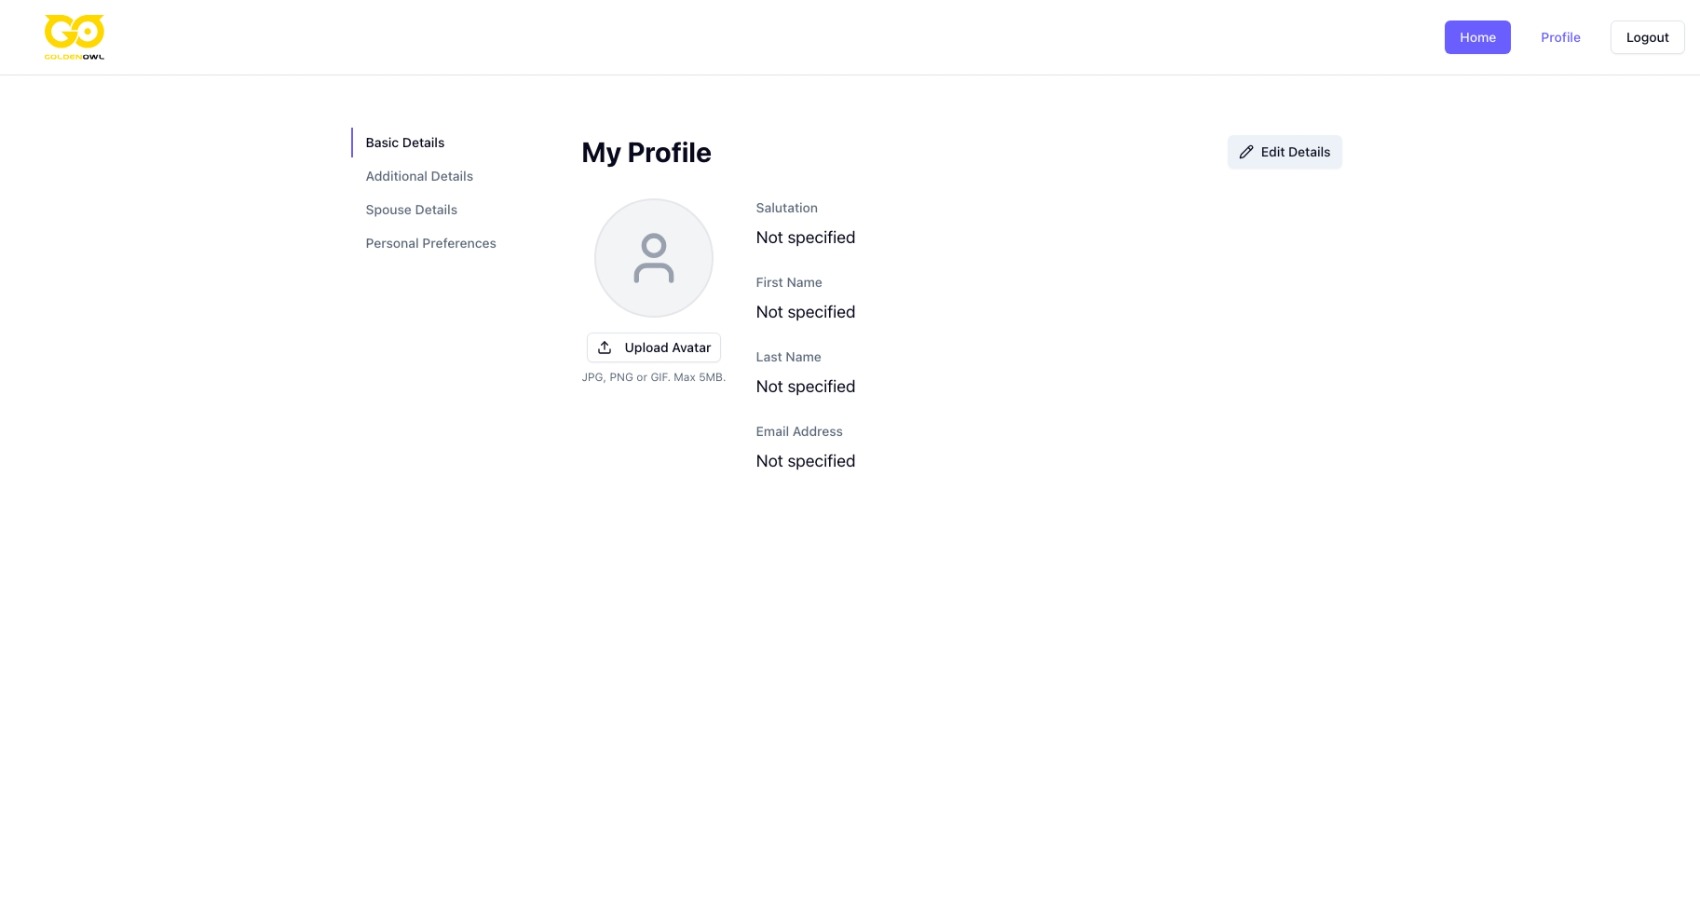 GOLDENOWL
Home
Profile
Logout
Basic Details
Additional Details
Spouse Details
Personal Preferences
My Profile
Edit Details
Upload Avatar
JPG, PNG or GIF. Max 5MB.
Salutation
Not specified
First Name
Not specified
Last Name
Not specified
Email Address
Not specified